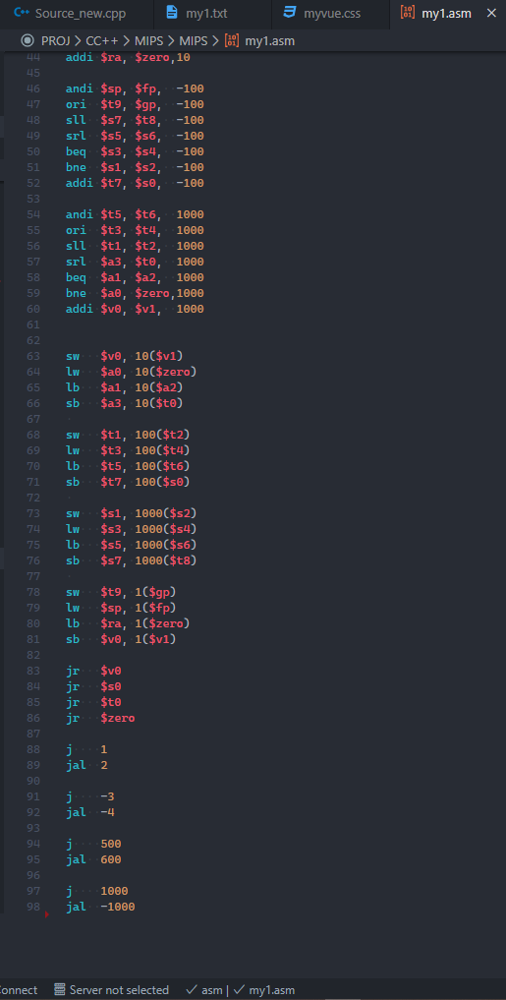 Source_new.cpp my1.txt myvue.css my1.asm
PROJ > CC++ > MIPS > MIPS > my1.asm
44 addi $ra, $zero,10
45
46 andi $sp, $fp, -100
47 ori $t9, $gp, -100
48 sll $s7, $t8, -100
49 srl $s5, $s6, -100
50 beq $s3, $s4, -100
51 bne $s1, $s2, -100
52 addi $t7, $s0, -100
53
54 andi $t5, $t6, 1000
55 ori $t3, $t4, 1000
56 sll $t1, $t2, 1000
57 srl $a3, $t0, 1000
58 beq $a1, $a2, 1000
59 bne $a0, $zero,1000
60 addi $v0, $v1, 1000
61
62
63 sw $v0, 10($v1)
64 lw $a0, 10($zero)
65 lb $a1, 10($a2)
66 sb $a3, 10($t0)
67
68 sw $t1, 100($t2)
69 lw $t3, 100($t4)
70 lb $t5, 100($t6)
71 sb $t7, 100($s0)
72
73 sw $s1, 1000($s2)
74 lw $s3, 1000($s4)
75 lb $s5, 1000($s6)
76 sb $s7, 1000($t8)
77
78 sw $t9, 1($gp)
79 lw $sp, 1($fp)
80 lb $ra, 1($zero)
81 sb $v0, 1($v1)
82
83 jr $v0
84 jr $s0
85 jr $t0
86 jr $zero
87
88 j 1
89 jal 2
90
91 j -3
92 jal -4
93
94 j 500
95 jal 600
96
97 j 1000
98 jal -1000
onnect Server not selected asm | my1.asm